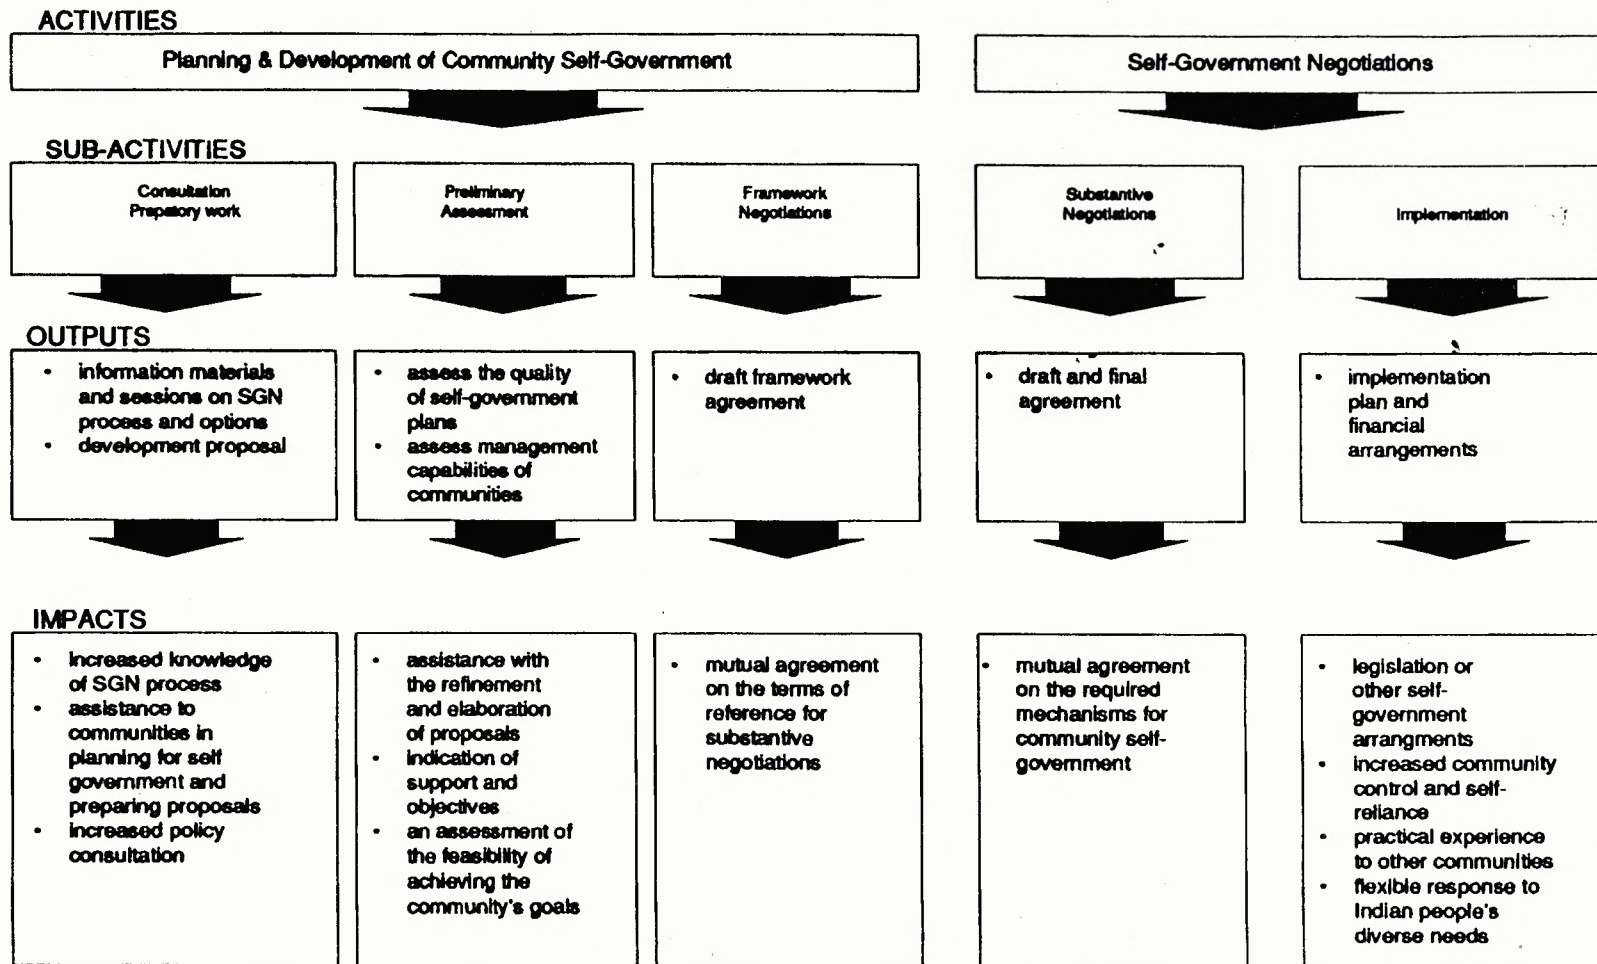 ACTIVITIES
Planning & Development of Community Self-Government
Self-Government Negotiations
SUB-ACTIVITIES
Consultation
Prepatory work
Preliminary
Assessment
Framework
Negotiations
Substantive
Negotiations
Implementation
OUTPUTS
• information materials
and sessions on SGN
process and options
• development proposal
• assess the quality
of self-government
plans
• assess management
capabilities of
communities
• draft framework
agreement
• draft and final
agreement
• implementation
plan and
financial
arrangements
IMPACTS
• increased knowledge
of SGN process
• assistance to
communities in
planning for self
government and
preparing proposals
• increased policy
consultation
• assistance with
the refinement
and elaboration
of proposals
• indication of
support and
objectives
• an assessment of
the feasibility of
achieving the
community's goals
• mutual agreement
on the terms of
reference for
substantive
negotiations
• mutual agreement
on the required
mechanisms for
community self-
government
• legislation or
other self-
government
arrangments
• increased community
control and self-
reliance
• practical experience
to other communities
• flexible response to
Indian people's
diverse needs